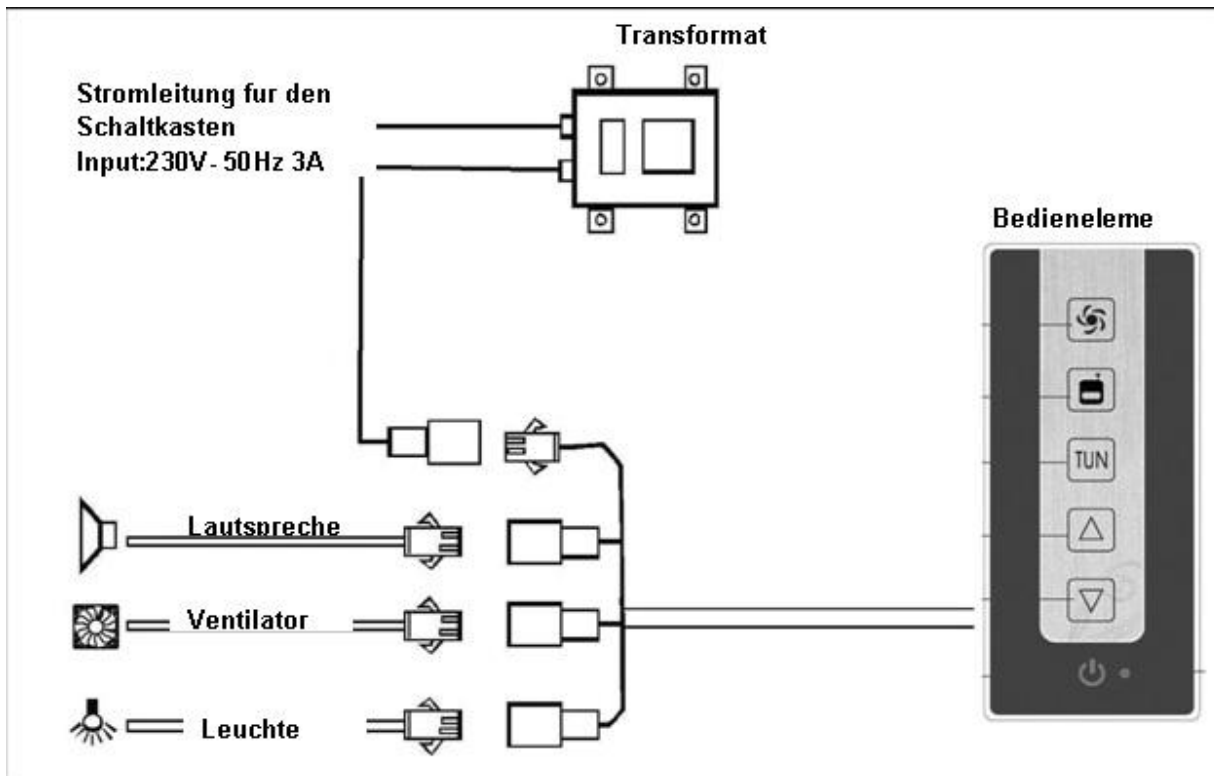 Transformat
Stromleitung fur den
Schaltkasten
Input:230V- 50Hz 3A
Bedieneleme
TUN
Lautspreche
Ventilator
Leuchte